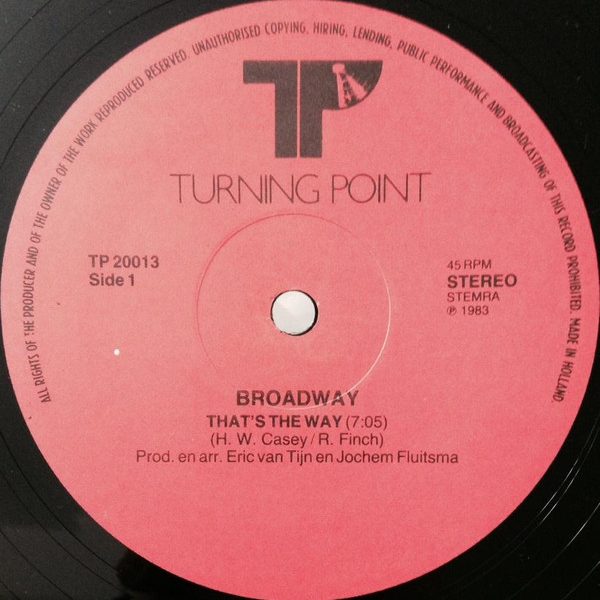 ALL RIGHTS OF THE PRODUCER AND OF THE OWNER OF THE WORK REPRODUCED RESERVED. UNAUTHORISED COPYING, HIRING, LENDING, PUBLIC PERFORMANCE AND BROADCASTING OF THIS RECORD PROHIBITED. MADE IN HOLLAND.
TP
TURNING POINT
TP 20013
Side 1
45 RPM
STEREO
STEMRA
℗ 1983
BROADWAY
THAT'S THE WAY (7:05)
(H. W. Casey / R. Finch)
Prod. en arr. Eric van Tijn en Jochem Fluitsma